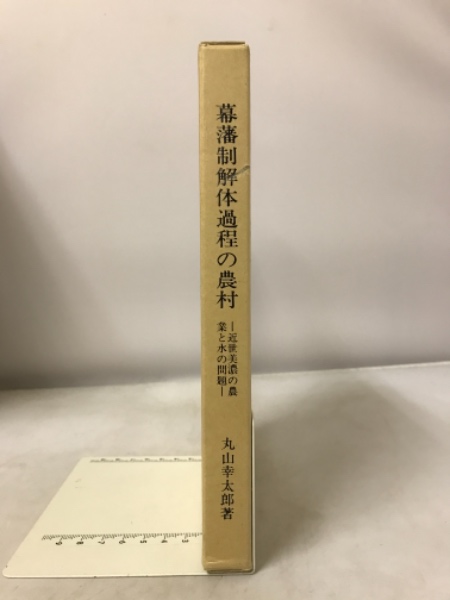 幕藩制解体過程の農村
―近世美濃の農
業と水の問題―
丸山幸太郎著